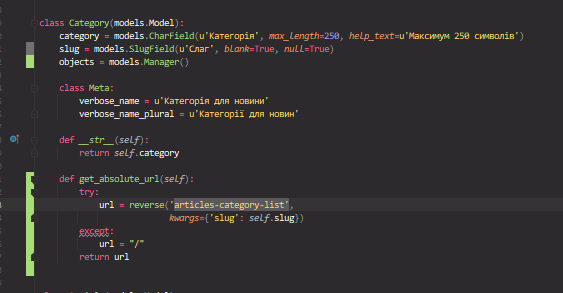 class Category(models.Model):
category = models.CharField(u'Категорія', max_length=250, help_text=u'Максимум 250 символів')
slug = models.SlugField(u'Слаг', blank=True, null=True)
objects = models.Manager()
class Meta:
verbose_name = u'Категорія для новини'
verbose_name_plural = u'Категорії для новин'
def __str__(self):
return self.category
def get_absolute_url(self):
try:
url = reverse('articles-category-list',
kwargs={'slug': self.slug})
except:
url = "/"
return url